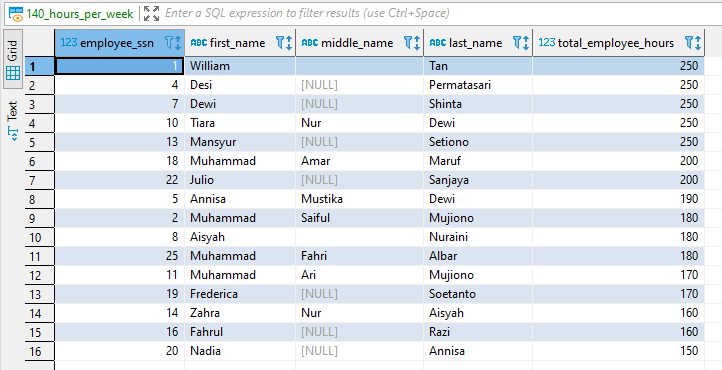 140_hours_per_week Enter a SQL expression to filter results (use Ctrl+Space)
Grid
Text
123 employee_ssn ABC first_name ABC middle_name ABC last_name 123 total_employee_hours
1 1 William Tan 250
2 4 Desi [NULL] Permatasari 250
3 7 Dewi [NULL] Shinta 250
4 10 Tiara Nur Dewi 250
5 13 Mansyur [NULL] Setiono 250
6 18 Muhammad Amar Maruf 200
7 22 Julio [NULL] Sanjaya 200
8 5 Annisa Mustika Dewi 190
9 2 Muhammad Saiful Mujiono 180
10 8 Aisyah Nuraini 180
11 25 Muhammad Fahri Albar 180
12 11 Muhammad Ari Mujiono 170
13 19 Frederica [NULL] Soetanto 170
14 14 Zahra Nur Aisyah 160
15 16 Fahrul [NULL] Razi 160
16 20 Nadia [NULL] Annisa 150